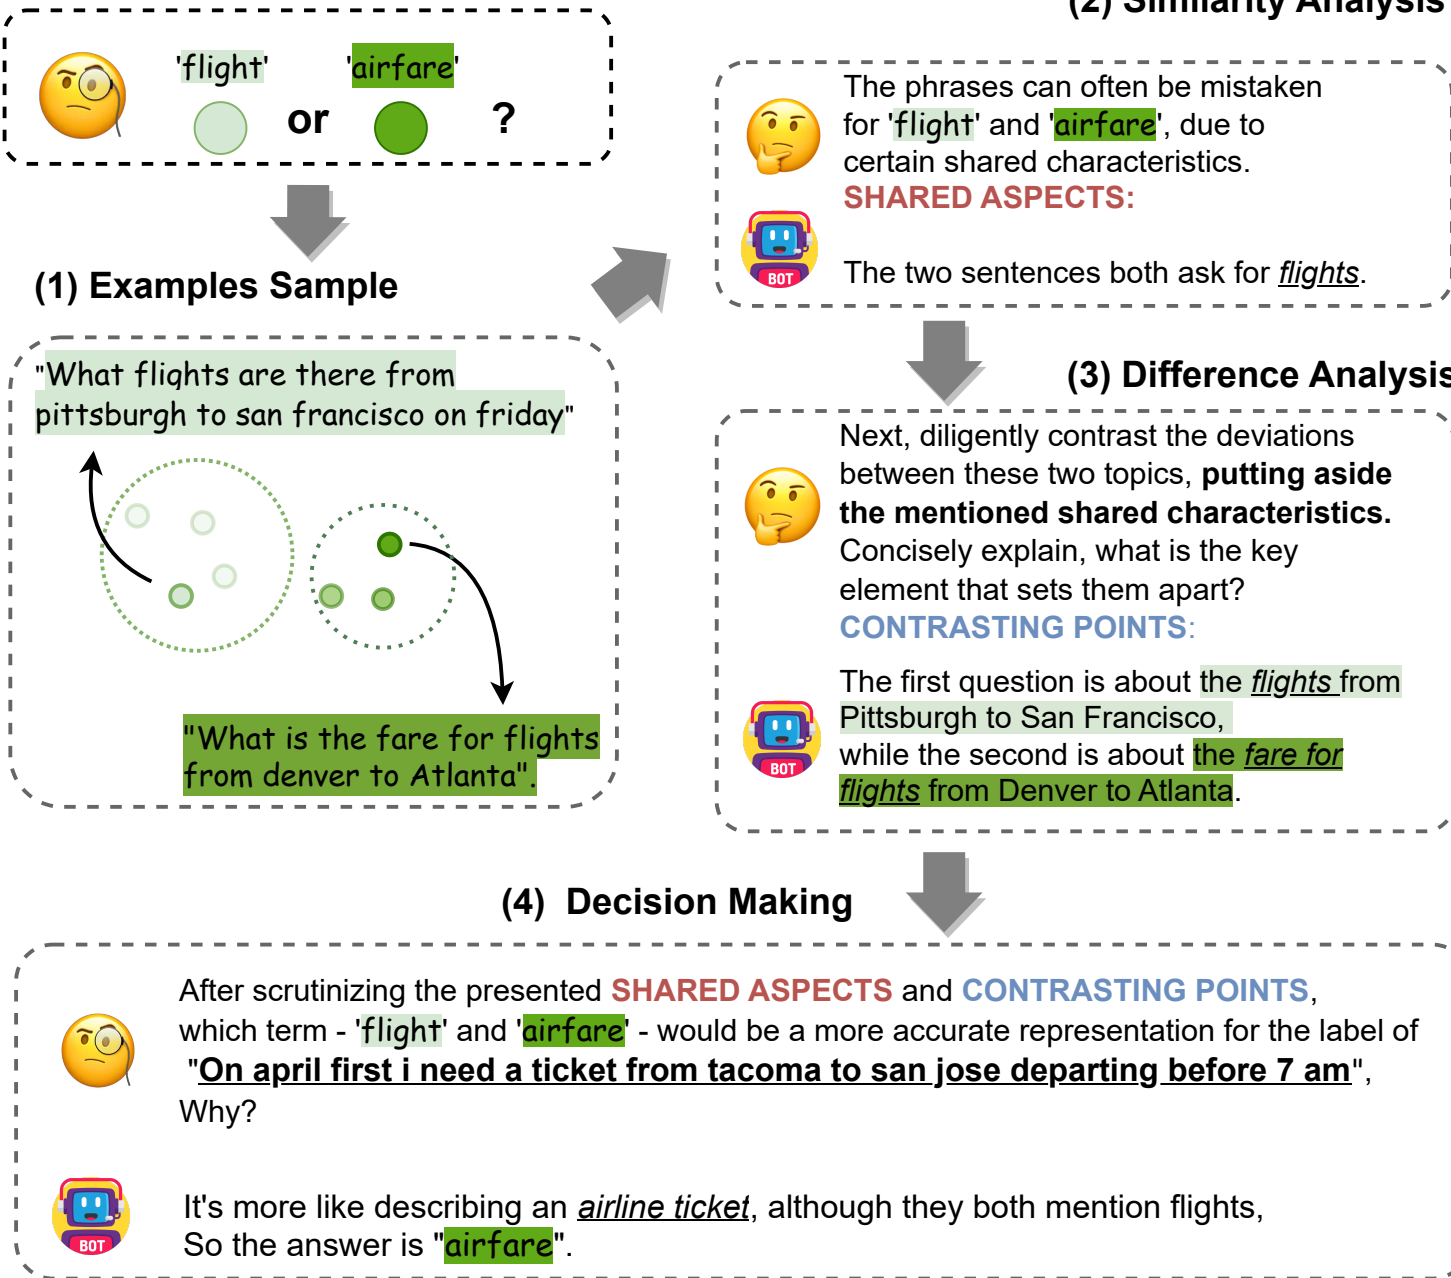 'flight' 'airfare'
or ?
(1) Examples Sample
"What flights are there from
pittsburgh to san francisco on friday"
"What is the fare for flights
from denver to Atlanta".
(2) Similarity Analysis
The phrases can often be mistaken
for 'flight' and 'airfare', due to
certain shared characteristics.
SHARED ASPECTS:
BOT
The two sentences both ask for flights.
(3) Difference Analysis
Next, diligently contrast the deviations
between these two topics, putting aside
the mentioned shared characteristics.
Concisely explain, what is the key
element that sets them apart?
CONTRASTING POINTS:
The first question is about the flights from
Pittsburgh to San Francisco,
while the second is about the fare for
flights from Denver to Atlanta.
BOT
(4) Decision Making
After scrutinizing the presented SHARED ASPECTS and CONTRASTING POINTS,
which term - 'flight' and 'airfare' - would be a more accurate representation for the label of
"On april first i need a ticket from tacoma to san jose departing before 7 am",
Why?
It's more like describing an airline ticket, although they both mention flights,
So the answer is "airfare".
BOT